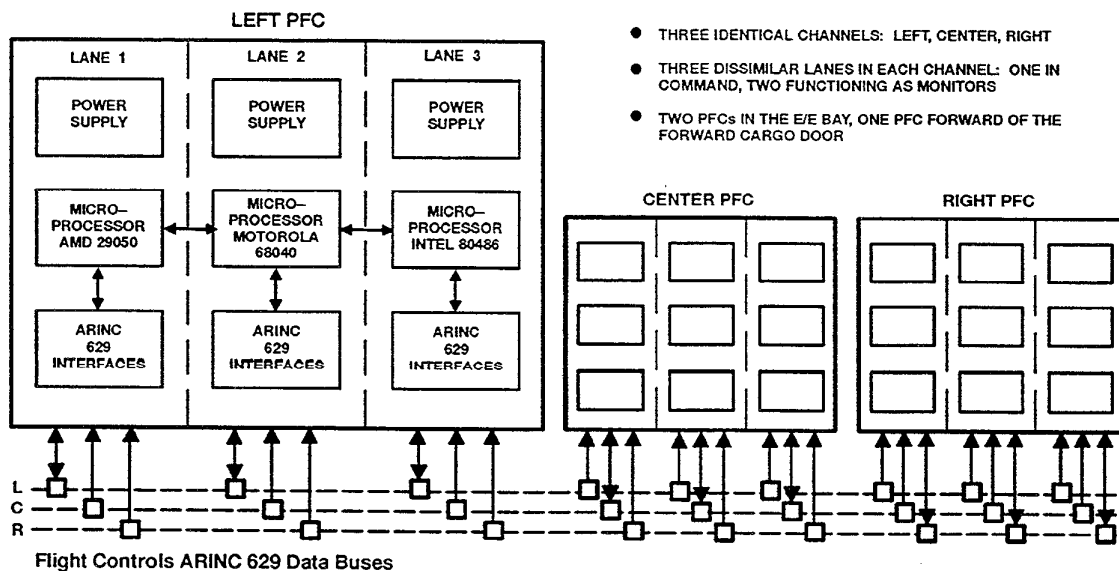 LEFT PFC
LANE 1
LANE 2
LANE 3
POWER
SUPPLY
POWER
SUPPLY
POWER
SUPPLY
MICRO–
PROCESSOR
AMD 29050
MICRO–
PROCESSOR
MOTOROLA
68040
MICRO–
PROCESSOR
INTEL 80486
ARINC
629
INTERFACES
ARINC
629
INTERFACES
ARINC
629
INTERFACES
● THREE IDENTICAL CHANNELS: LEFT, CENTER, RIGHT
● THREE DISSIMILAR LANES IN EACH CHANNEL: ONE IN
COMMAND, TWO FUNCTIONING AS MONITORS
● TWO PFCs IN THE E/E BAY, ONE PFC FORWARD OF THE
FORWARD CARGO DOOR
CENTER PFC
RIGHT PFC
L
C
R
Flight Controls ARINC 629 Data Buses